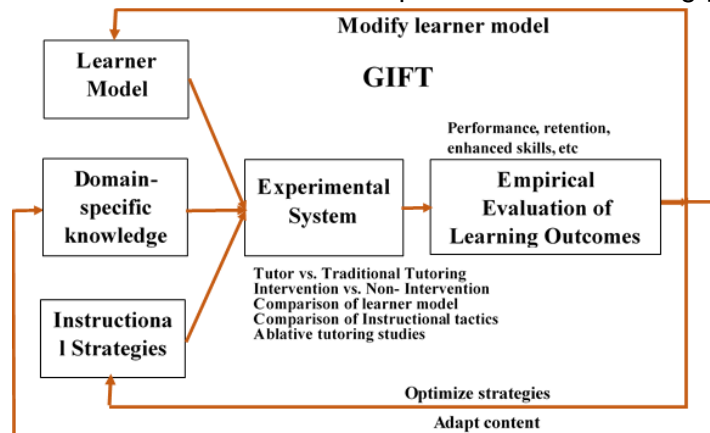 Modify learner model
Learner
Model
GIFT
Performance, retention,
enhanced skills, etc
Domain-
specific
knowledge
Experimental
System
Empirical
Evaluation of
Learning Outcomes
Tutor vs. Traditional Tutoring
Intervention vs. Non- Intervention
Comparison of learner model
Comparison of Instructional tactics
Ablative tutoring studies
Instructiona
l Strategies
Optimize strategies
Adapt content